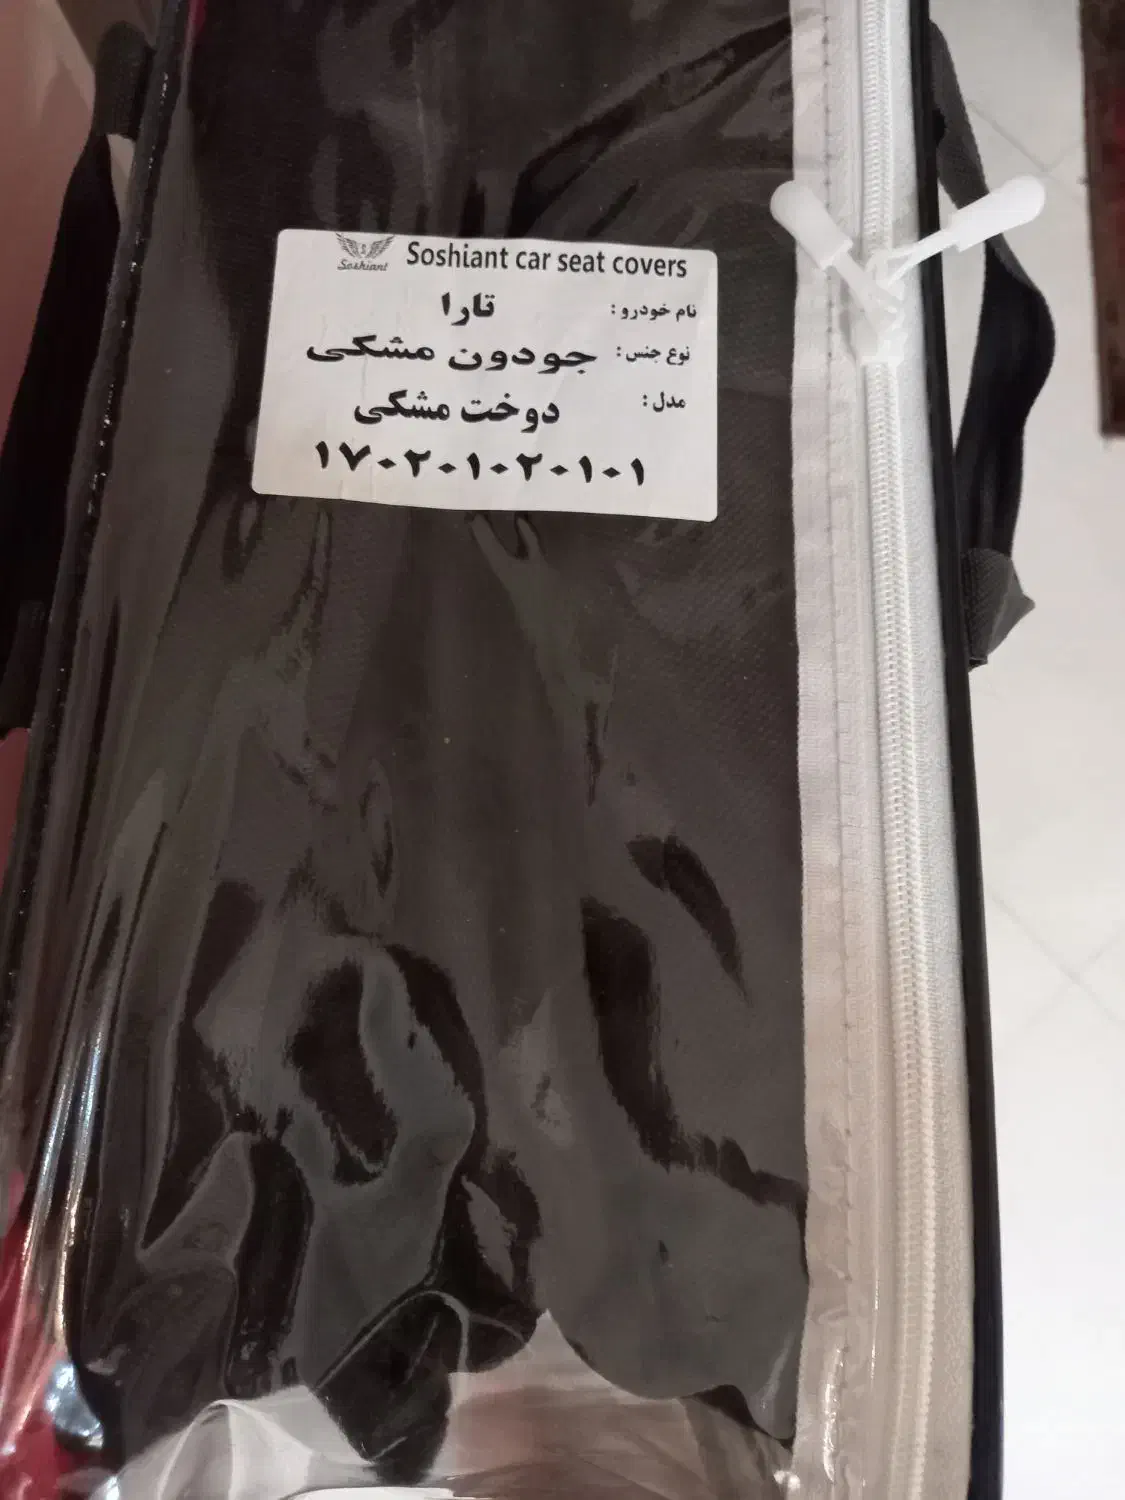 Soshiant
Soshiant car seat covers
نام خودرو : تارا
نوع جنس : جودون مشکی
مدل : دوخت مشکی
۱۷۰۲۰۱۰۲۰۱۰۱